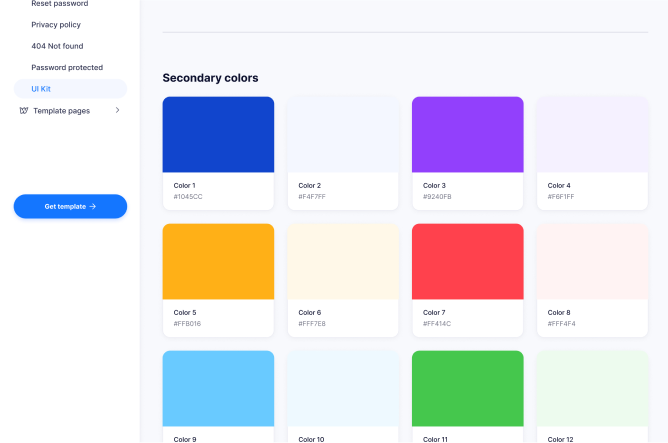 Reset password
Privacy policy
404 Not found
Password protected
UI Kit
Template pages
Get template →
Secondary colors
Color 1
#1045CC
Color 2
#F4F7FF
Color 3
#9240FB
Color 4
#F6F1FF
Color 5
#FFB016
Color 6
#FFF7E8
Color 7
#FF414C
Color 8
#FFF4F4
Color 9
Color 10
Color 11
Color 12